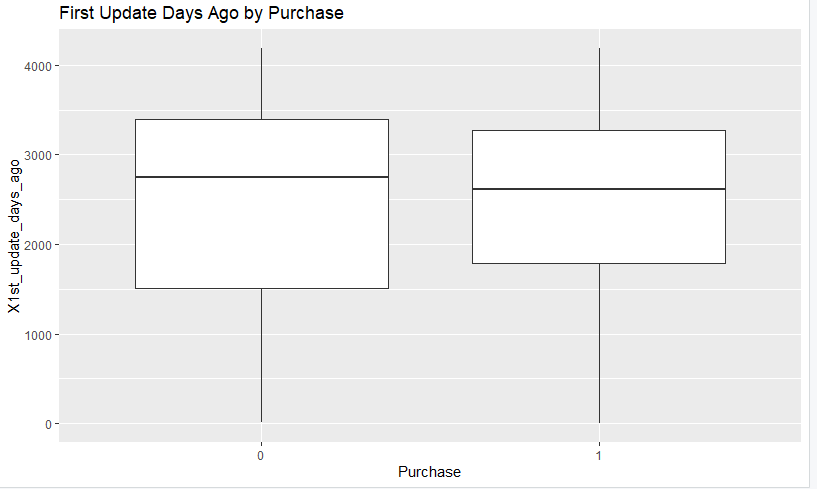 First Update Days Ago by Purchase
X1st_update_days_ago
4000
3000
2000
1000
0
0 1
Purchase